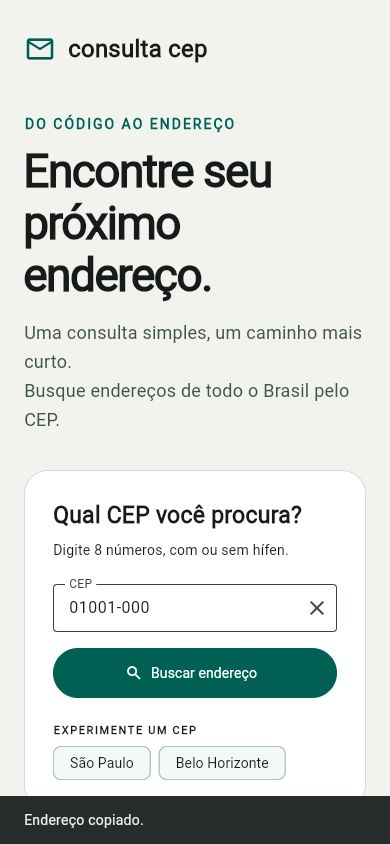 consulta cep
DO CÓDIGO AO ENDEREÇO
Encontre seu
próximo
endereço.
Uma consulta simples, um caminho mais
curto.
Busque endereços de todo o Brasil pelo
CEP.
Qual CEP você procura?
Digite 8 números, com ou sem hífen.
CEP
01001-000
Buscar endereço
EXPERIMENTE UM CEP
São Paulo Belo Horizonte
Endereço copiado.